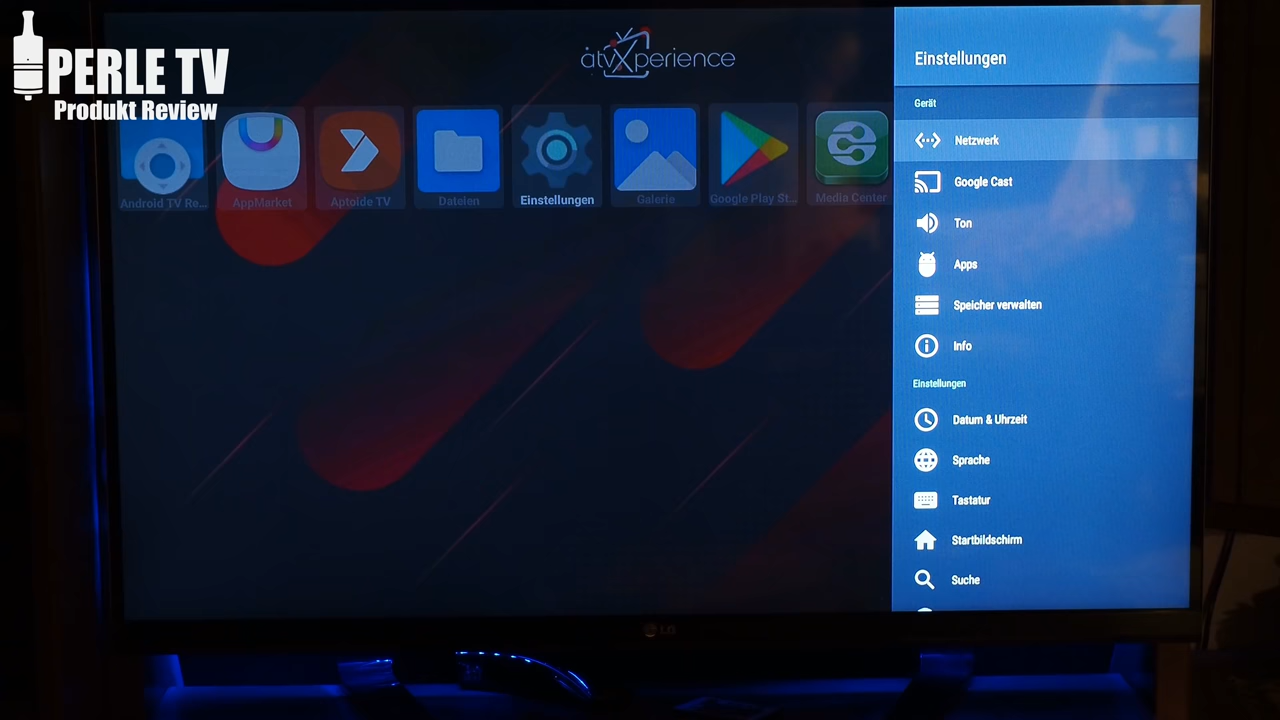 PERLE TV
Produkt Review
atvXperience
Android TV Re...
AppMarket
Aptoide TV
Dateien
Einstellungen
Galerie
Google Play St...
Media Center
Einstellungen
Gerät
Netzwerk
Google Cast
Ton
Apps
Speicher verwalten
Info
Einstellungen
Datum & Uhrzeit
Sprache
Tastatur
Startbildschirm
Suche
LG